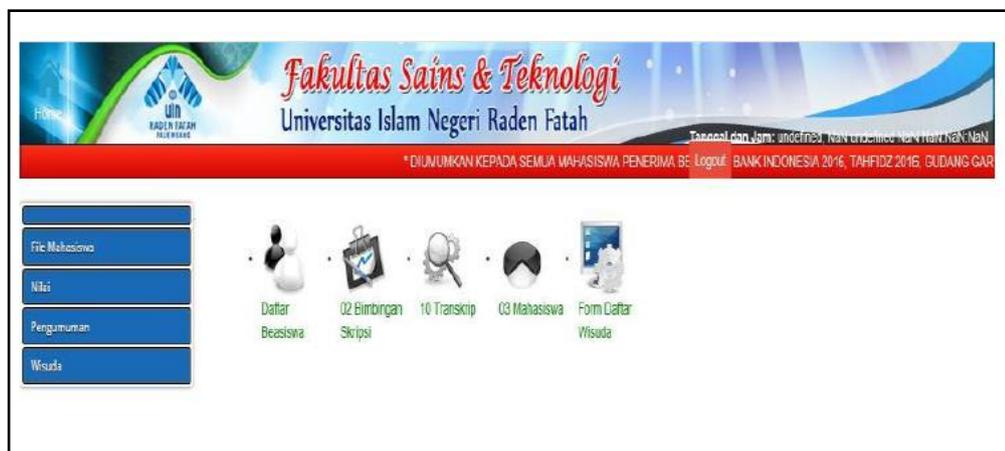 Fakultas Sains & Teknologi
Universitas Islam Negeri Raden Fatah
Home
uin
RADEN FATAH
PALEMBANG
Tanggal dan Jam: undefined, NaN undefined NaN NaN:NaN:NaN
* DIUMUMKAN KEPADA SEMUA MAHASISWA PENERIMA BE Logout BANK INDONESIA 2016, TAHFIDZ 2016, GUDANG GAR
File Mahasiswa
Nilai
Pengumuman
Wisuda
Daftar Beasiswa
02 Bimbingan Skripsi
10 Transkrip
03 Mahasiswa
Form Daftar Wisuda